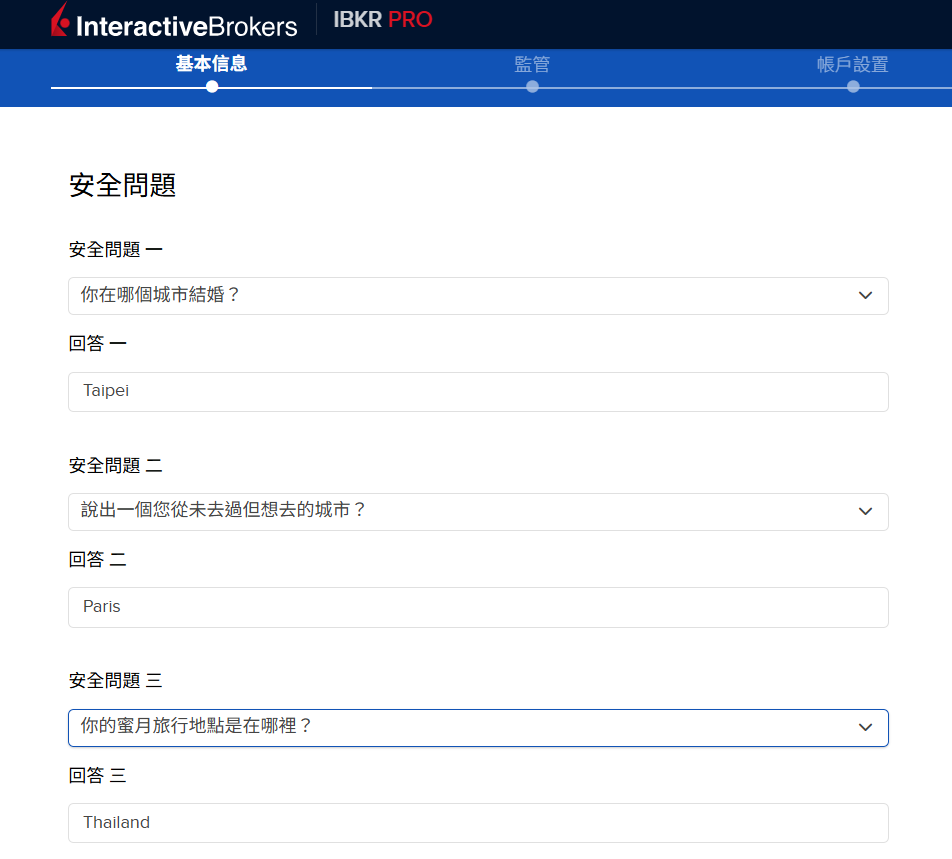 InteractiveBrokers IBKR PRO
基本信息 監管 帳戶設置
安全問題
安全問題 一
你在哪個城市結婚？
回答 一
Taipei
安全問題 二
說出一個您從未去過但想去的城市？
回答 二
Paris
安全問題 三
你的蜜月旅行地點是在哪裡？
回答 三
Thailand